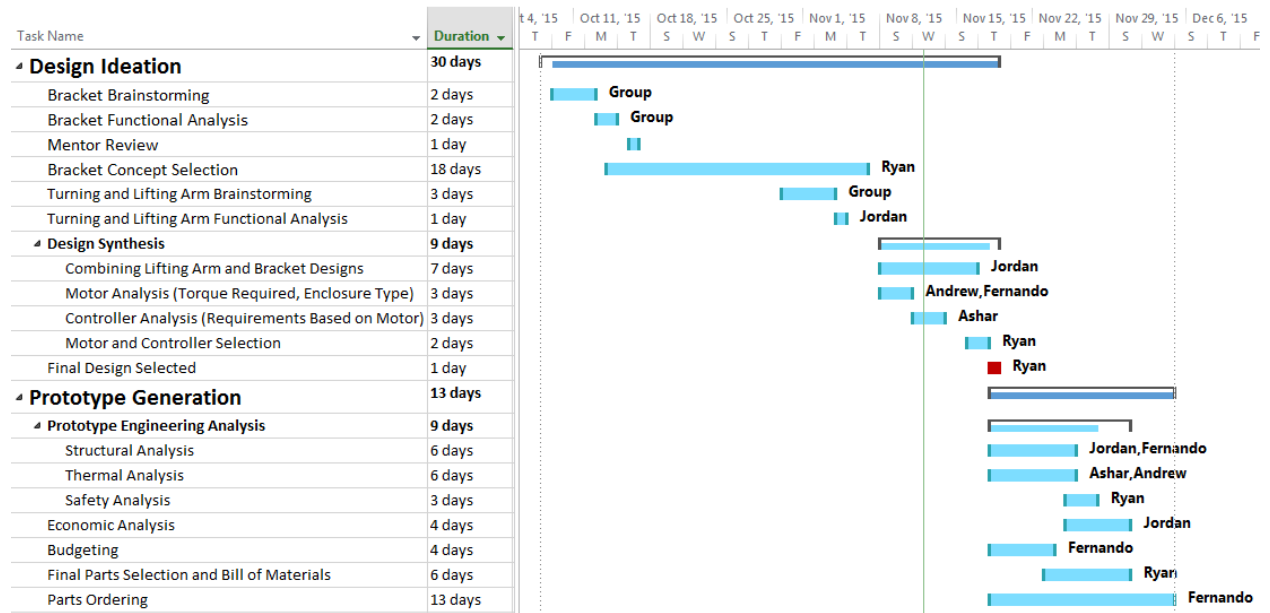 t 4, '15 Oct 11, '15 Oct 18, '15 Oct 25, '15 Nov 1, '15 Nov 8, '15 Nov 15, '15 Nov 22, '15 Nov 29, '15 Dec 6, '15
Task Name Duration T F M T S W S T F M T S W S T F M T S W S T F
Design Ideation 30 days
Bracket Brainstorming 2 days Group
Bracket Functional Analysis 2 days Group
Mentor Review 1 day
Bracket Concept Selection 18 days Ryan
Turning and Lifting Arm Brainstorming 3 days Group
Turning and Lifting Arm Functional Analysis 1 day Jordan
Design Synthesis 9 days
Combining Lifting Arm and Bracket Designs 7 days Jordan
Motor Analysis (Torque Required, Enclosure Type) 3 days Andrew,Fernando
Controller Analysis (Requirements Based on Motor) 3 days Ashar
Motor and Controller Selection 2 days Ryan
Final Design Selected 1 day Ryan
Prototype Generation 13 days
Prototype Engineering Analysis 9 days
Structural Analysis 6 days Jordan,Fernando
Thermal Analysis 6 days Ashar,Andrew
Safety Analysis 3 days Ryan
Economic Analysis 4 days Jordan
Budgeting 4 days Fernando
Final Parts Selection and Bill of Materials 6 days Ryan
Parts Ordering 13 days Fernando